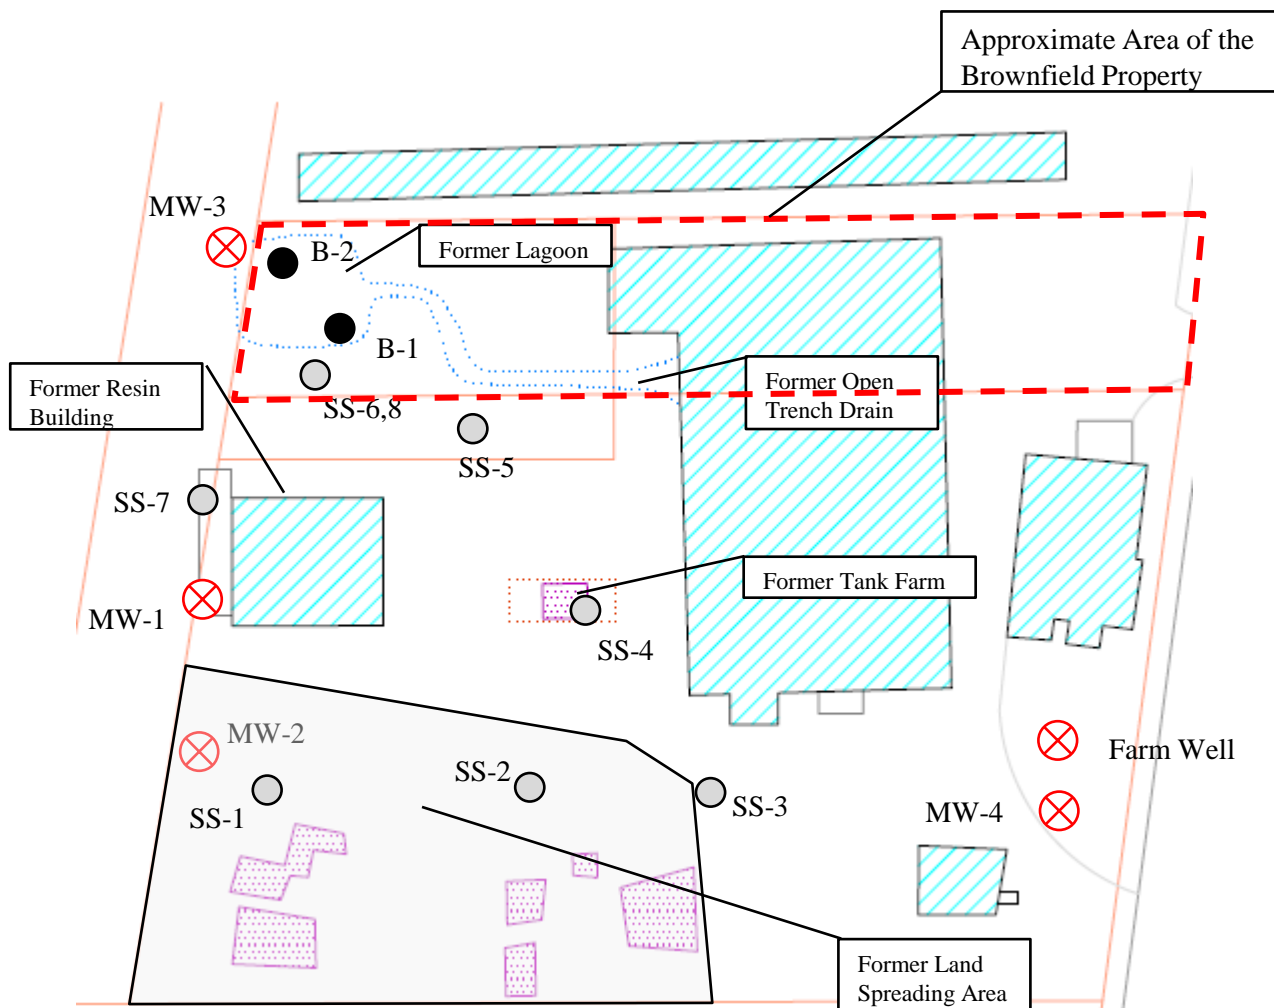 Approximate Area of the
Brownfield Property
MW-3
B-2
Former Lagoon
B-1
Former Resin
Building
Former Open
Trench Drain
SS-6,8
SS-5
SS-7
Former Tank Farm
MW-1
SS-4
MW-2
Farm Well
SS-2
SS-3
SS-1
MW-4
Former Land
Spreading Area